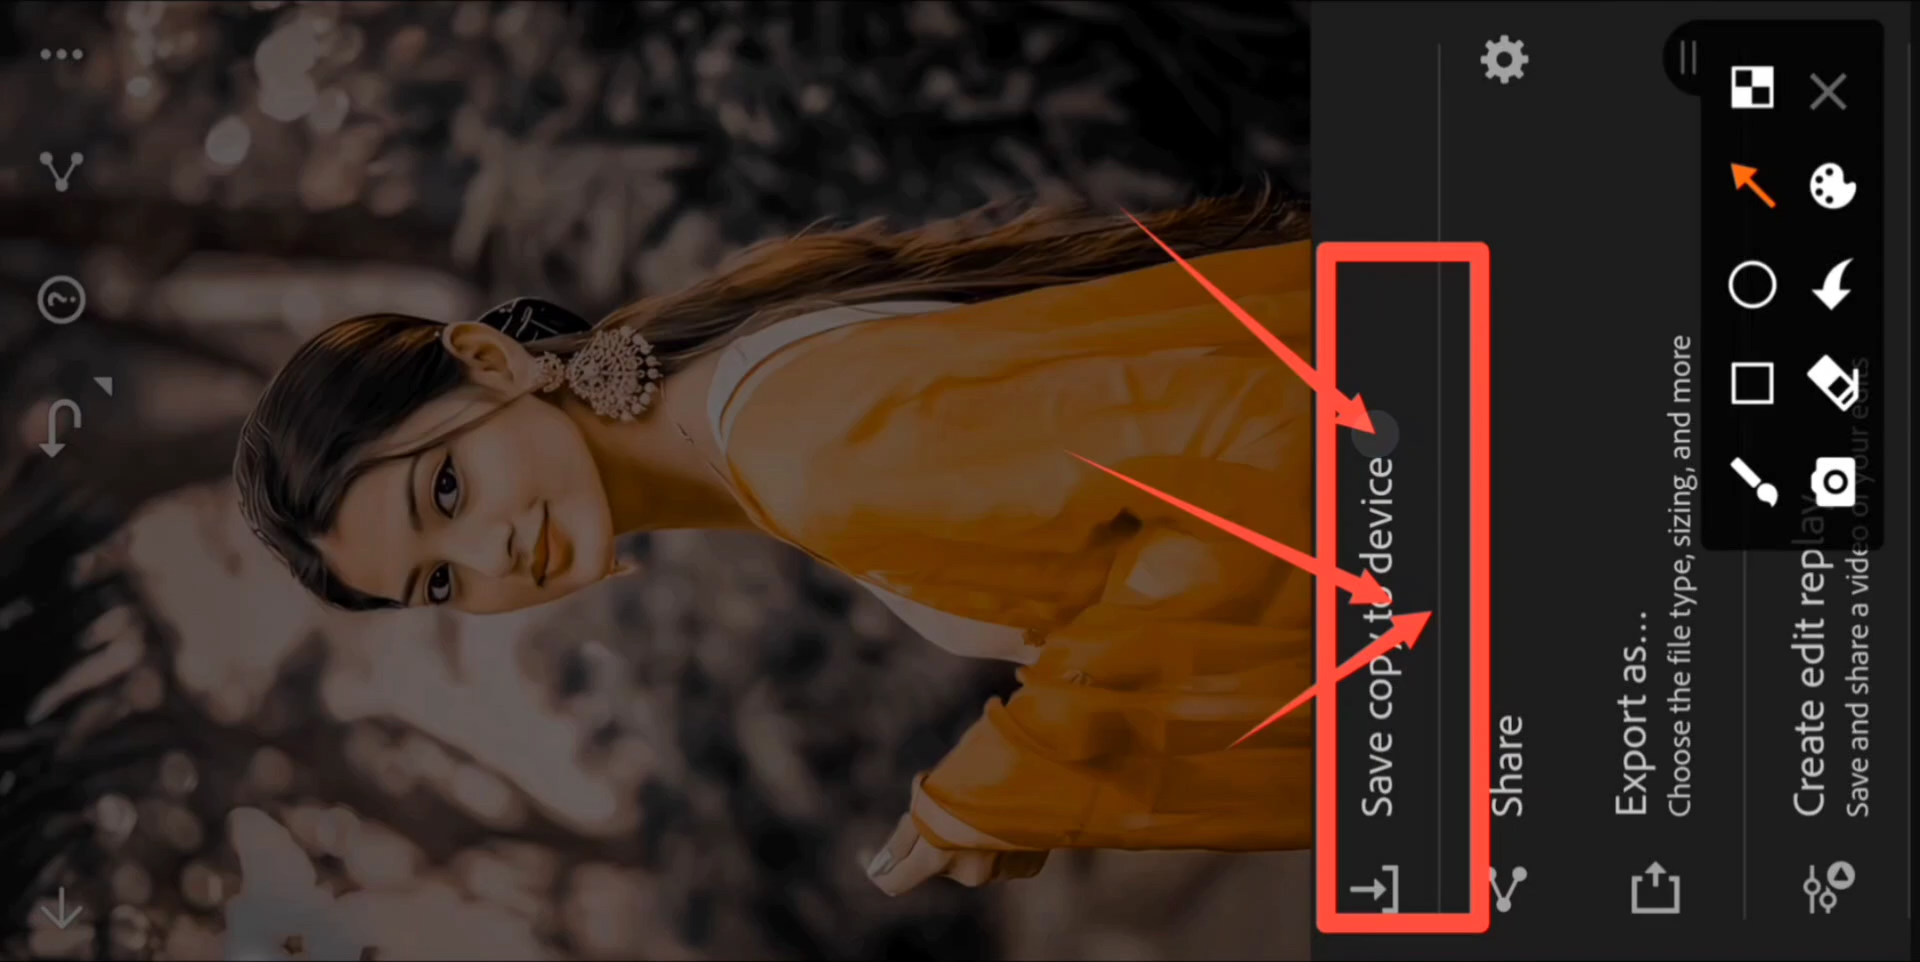 Save copy to device
Share
Export as...
Choose the file type, sizing, and more
Create edit replay
Save and share a video of your edits